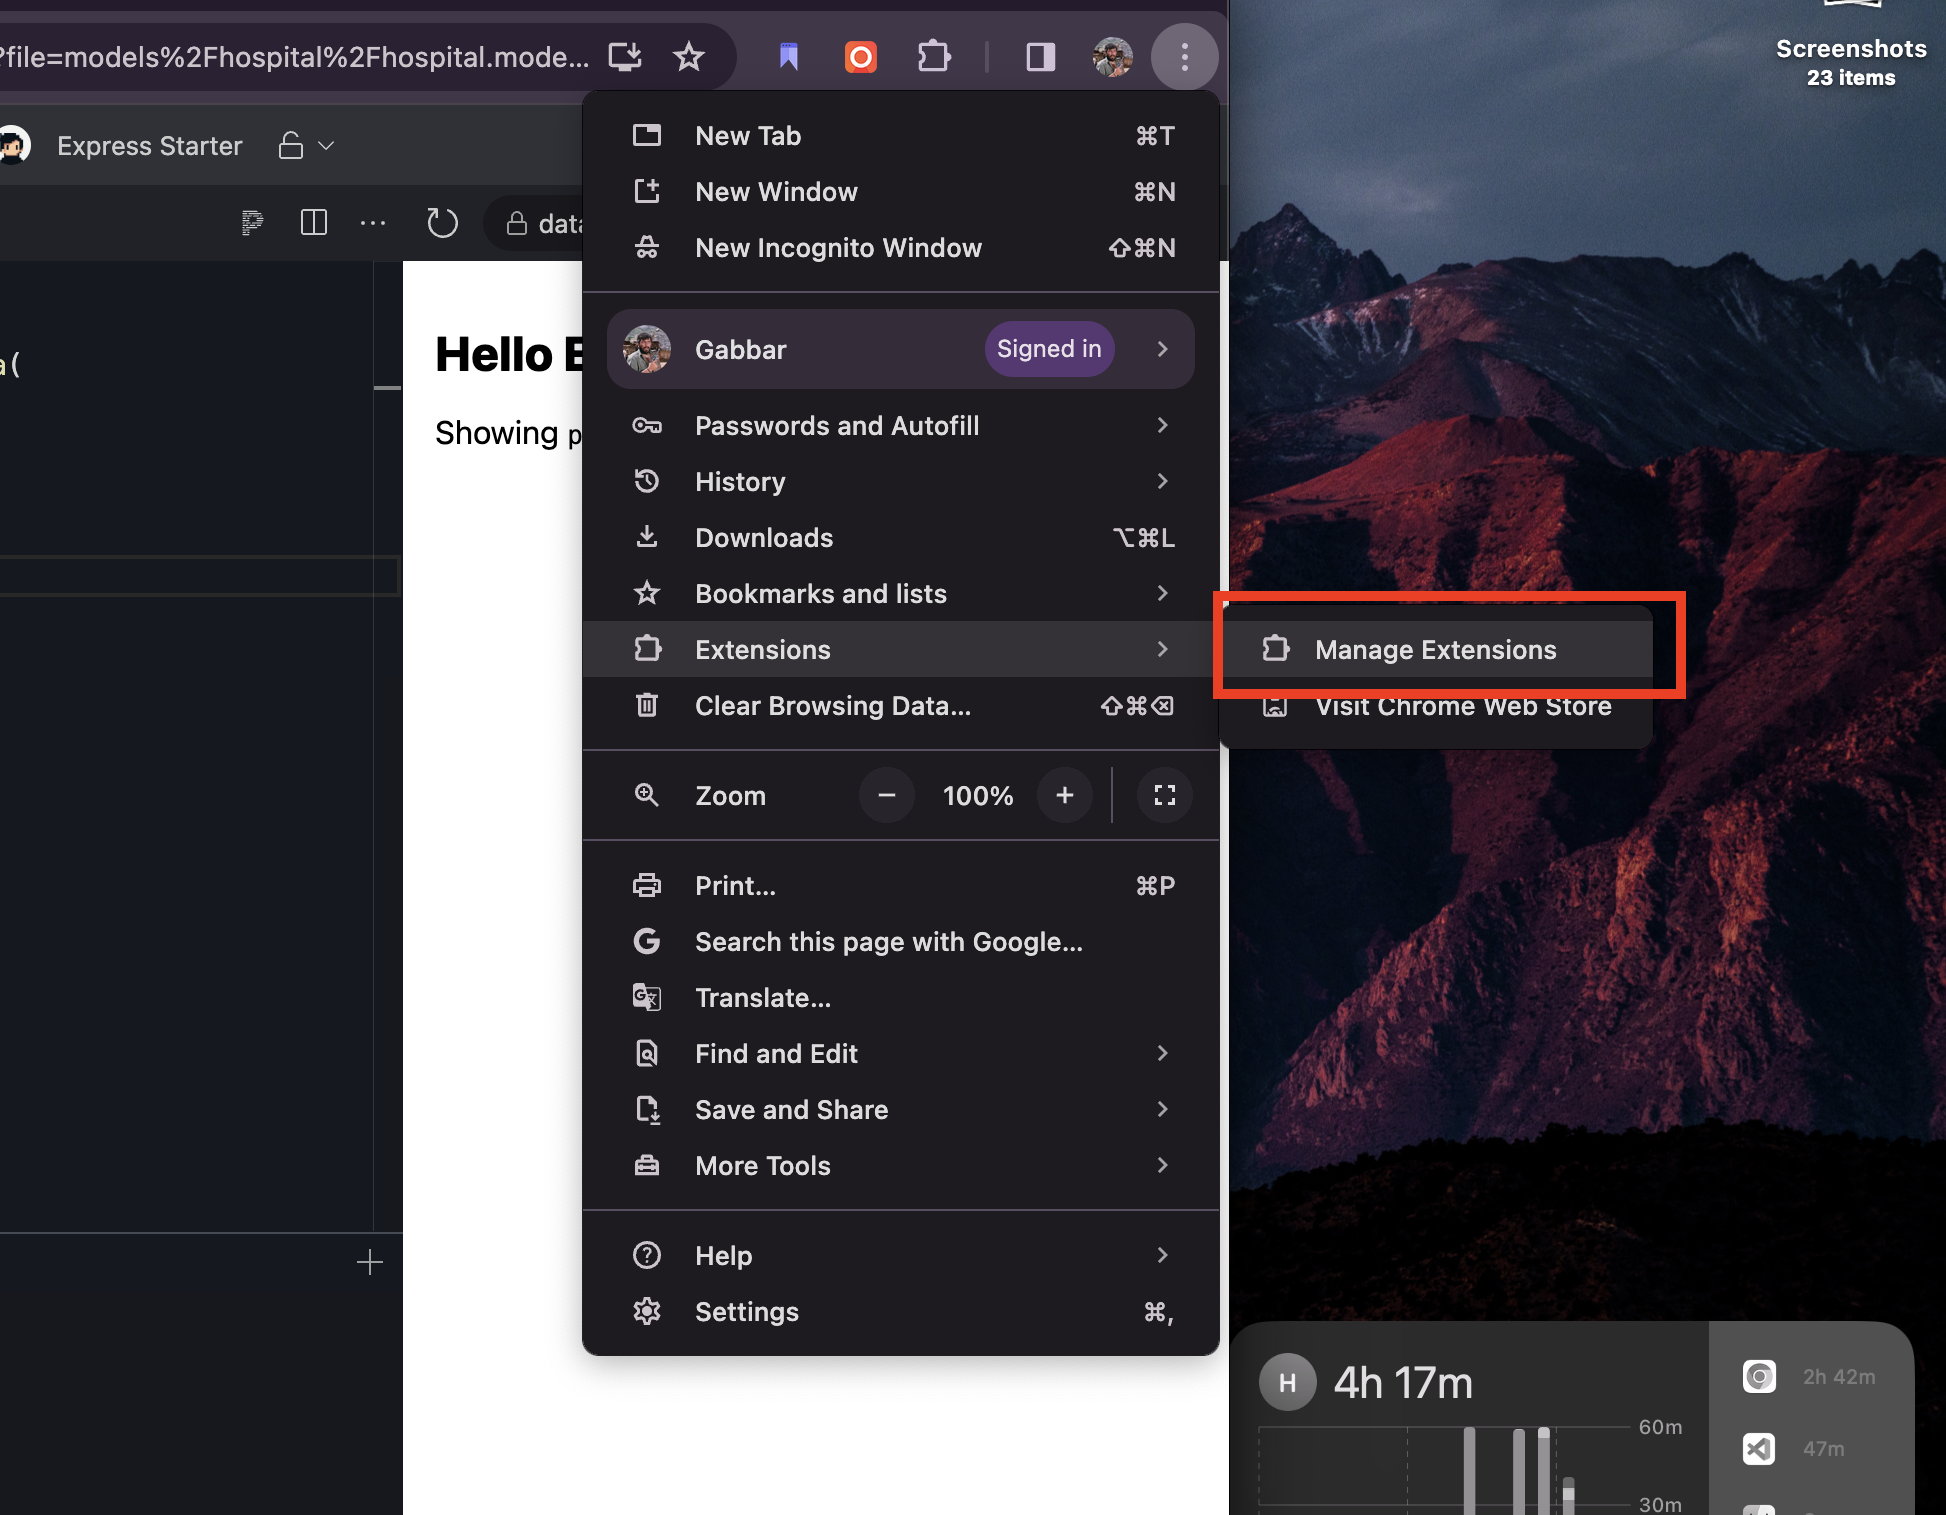 ?file=models%2Fhospital%2Fhospital.mode...
Screenshots
23 items
Express Starter
data
a(
Hello E
Showing p
New Tab ⌘T
New Window ⌘N
New Incognito Window ⇧⌘N
Gabbar Signed in
Passwords and Autofill
History
Downloads ⌥⌘L
Bookmarks and lists
Extensions
Clear Browsing Data... ⇧⌘⌫
Manage Extensions
Visit Chrome Web Store
Zoom − 100% +
Print... ⌘P
Search this page with Google...
Translate...
Find and Edit
Save and Share
More Tools
Help
Settings ⌘,
H 4h 17m
60m
30m
2h 42m
47m